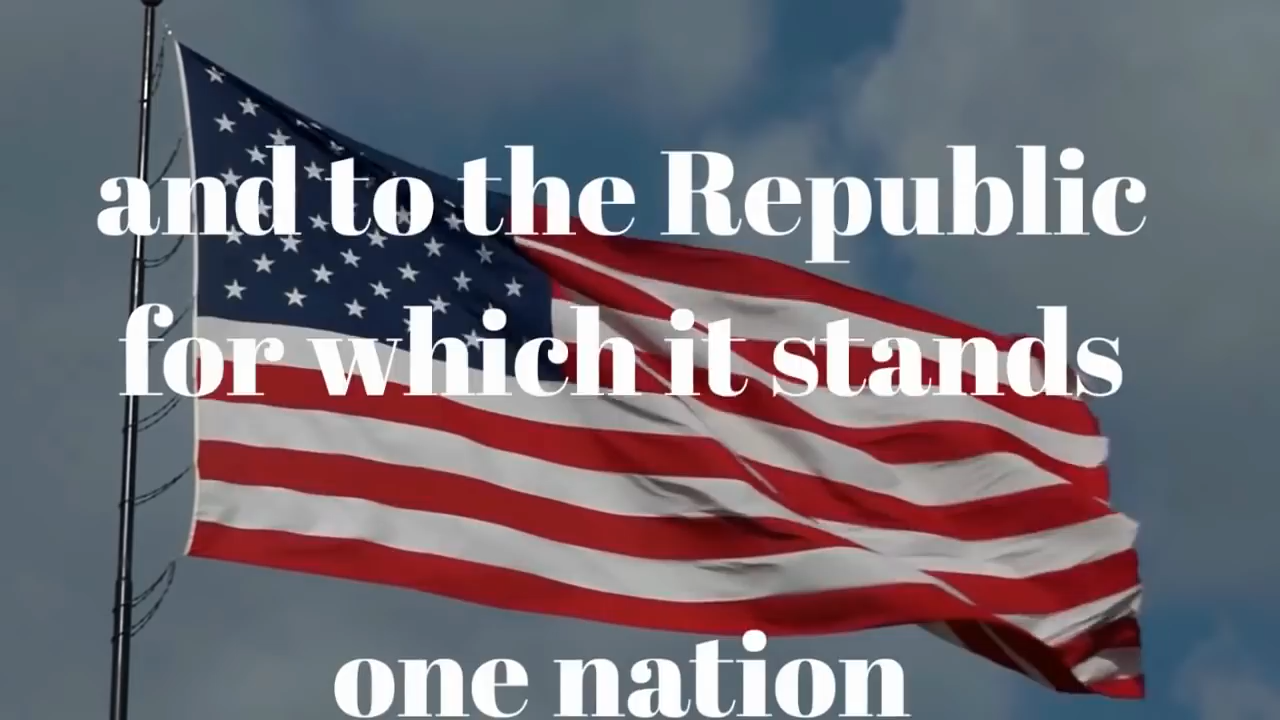 and to the Republic
for which it stands
one nation